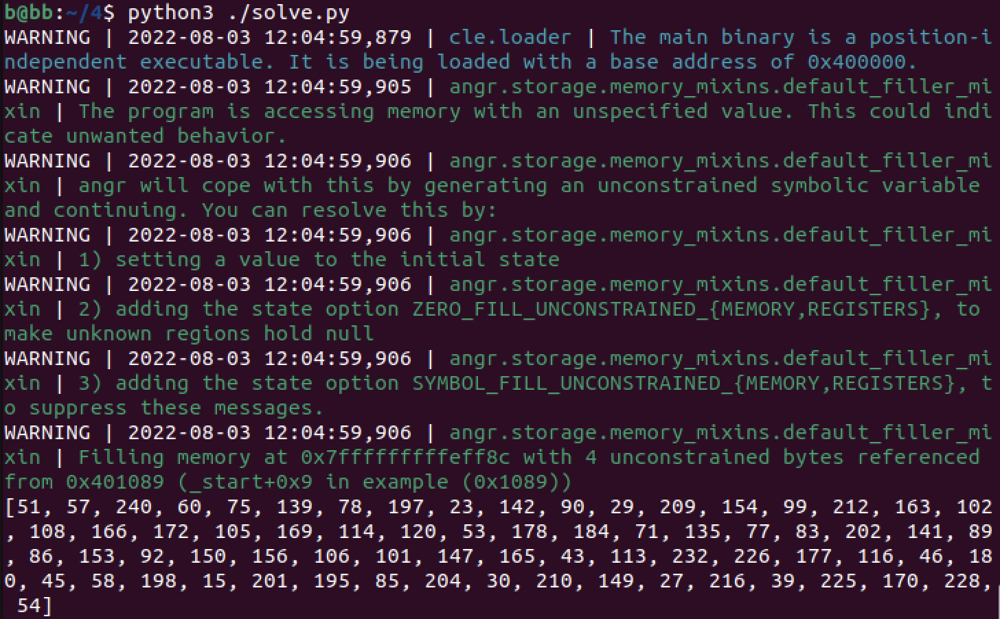 b@bb:~/4$ python3 ./solve.py
WARNING | 2022-08-03 12:04:59,879 | cle.loader | The main binary is a position-i
ndependent executable. It is being loaded with a base address of 0x400000.
WARNING | 2022-08-03 12:04:59,905 | angr.storage.memory_mixins.default_filler_mi
xin | The program is accessing memory with an unspecified value. This could indi
cate unwanted behavior.
WARNING | 2022-08-03 12:04:59,906 | angr.storage.memory_mixins.default_filler_mi
xin | angr will cope with this by generating an unconstrained symbolic variable
and continuing. You can resolve this by:
WARNING | 2022-08-03 12:04:59,906 | angr.storage.memory_mixins.default_filler_mi
xin | 1) setting a value to the initial state
WARNING | 2022-08-03 12:04:59,906 | angr.storage.memory_mixins.default_filler_mi
xin | 2) adding the state option ZERO_FILL_UNCONSTRAINED_{MEMORY,REGISTERS}, to
make unknown regions hold null
WARNING | 2022-08-03 12:04:59,906 | angr.storage.memory_mixins.default_filler_mi
xin | 3) adding the state option SYMBOL_FILL_UNCONSTRAINED_{MEMORY,REGISTERS}, t
o suppress these messages.
WARNING | 2022-08-03 12:04:59,906 | angr.storage.memory_mixins.default_filler_mi
xin | Filling memory at 0x7fffffffffeff8c with 4 unconstrained bytes referenced
from 0x401089 (_start+0x9 in example (0x1089))
[51, 57, 240, 60, 75, 139, 78, 197, 23, 142, 90, 29, 209, 154, 99, 212, 163, 102
, 108, 166, 172, 105, 169, 114, 120, 53, 178, 184, 71, 135, 77, 83, 202, 141, 89
, 86, 153, 92, 150, 156, 106, 101, 147, 165, 43, 113, 232, 226, 177, 116, 46, 18
0, 45, 58, 198, 15, 201, 195, 85, 204, 30, 210, 149, 27, 216, 39, 225, 170, 228,
 54]